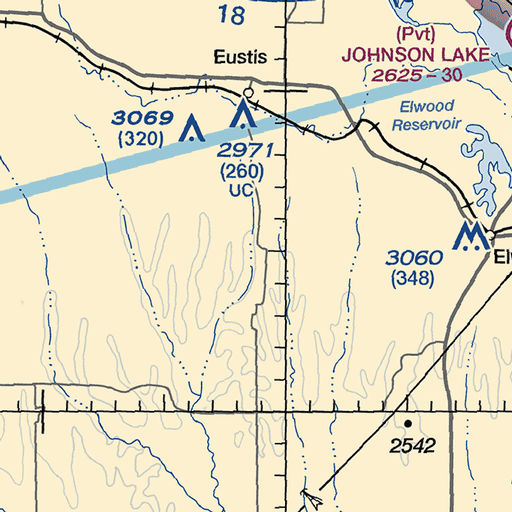 18
(Pvt)
JOHNSON LAKE
2625 - 30
Eustis
Elwood
Reservoir
3069
(320)
2971
(260)
UC
3060
(348)
2542